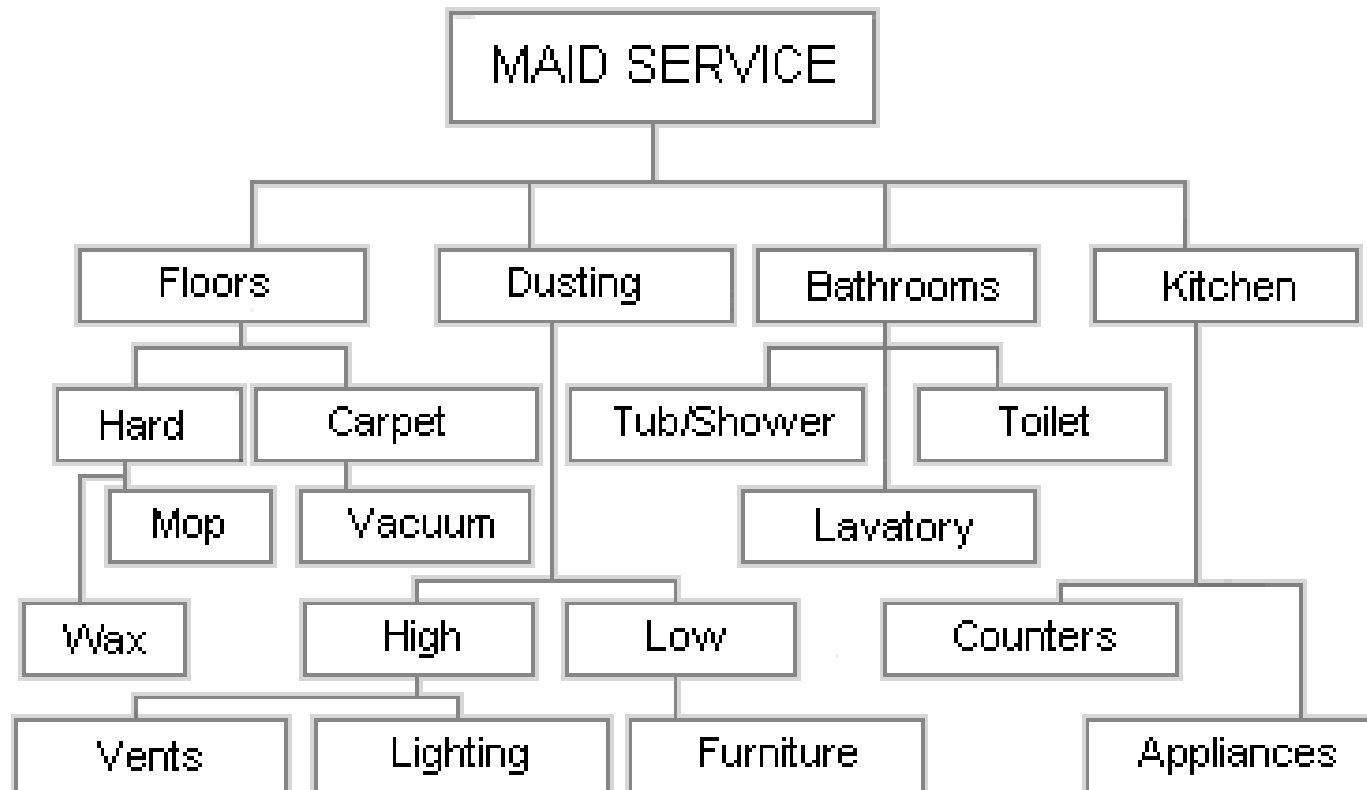 MAID SERVICE
Floors
Dusting
Bathrooms
Kitchen
Hard
Carpet
Tub/Shower
Toilet
Mop
Vacuum
Lavatory
Wax
High
Low
Counters
Vents
Lighting
Furniture
Appliances